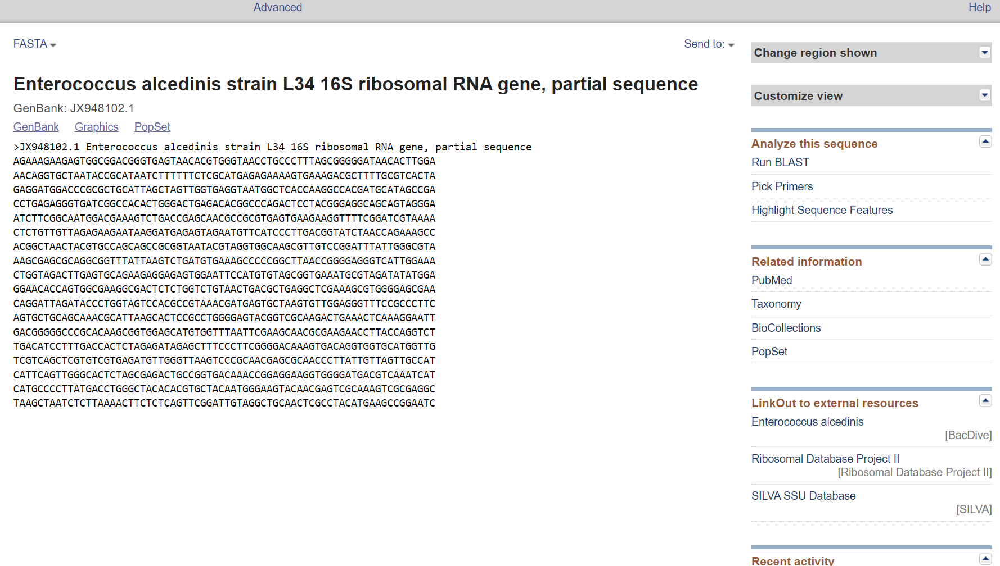 Advanced
Help
FASTA
Send to:
Enterococcus alcedinis strain L34 16S ribosomal RNA gene, partial sequence
GenBank: JX948102.1
GenBank Graphics PopSet
>JX948102.1 Enterococcus alcedinis strain L34 16S ribosomal RNA gene, partial sequence
AGAAAGAAGAGTGGCGGACGGGTGAGTAACACGTGGGTAACCTGCCCTTTAGCGGGGGATAACACTTGGA
AACAGGTGCTAATACCGCATAATCTTTTTTCTCGCATGAGAGAAAAGTGAAAGACGCTTTTGCGTCACTA
GAGGATGGACCCGCGCTGCATTAGCTAGTTGGTGAGGTAATGGCTCACCAAGGCCACGATGCATAGCCGA
CCTGAGAGGGTGATCGGCCACACTGGGACTGAGACACGGCCCAGACTCCTACGGGAGGCAGCAGTAGGGA
ATCTTCGGCAATGGACGAAAGTCTGACCGAGCAACGCCGCGTGAGTGAAGAAGGTTTTCGGATCGTAAAA
CTCTGTTGTTAGAGAAGAATAAGGATGAGAGTAGAATGTTCATCCCTTGACGGTATCTAACCAGAAAGCC
ACGGCTAACTACGTGCCAGCAGCCGCGGTAATACGTAGGTGGCAAGCGTTGTCCGGATTTATTGGGCGTA
AAGCGAGCGCAGGCGGTTTATTAAGTCTGATGTGAAAGCCCCCGGCTTAACCGGGGAGGGTCATTGGAAA
CTGGTAGACTTGAGTGCAGAAGAGGAGAGTGGAATTCCATGTGTAGCGGTGAAATGCGTAGATATATGGA
GGAACACCAGTGGCGAAGGCGACTCTCTGGTCTGTAACTGACGCTGAGGCTCGAAAGCGTGGGGAGCGAA
CAGGATTAGATACCCTGGTAGTCCACGCCGTAAACGATGAGTGCTAAGTGTTGGAGGGTTTCCGCCCTTC
AGTGCTGCAGCAAACGCATTAAGCACTCCGCCTGGGGAGTACGGTCGCAAGACTGAAACTCAAAGGAATT
GACGGGGGCCCGCACAAGCGGTGGAGCATGTGGTTTAATTCGAAGCAACGCGAAGAACCTTACCAGGTCT
TGACATCCTTTGACCACTCTAGAGATAGAGCTTTCCCTTCGGGGACAAAGTGACAGGTGGTGCATGGTTG
TCGTCAGCTCGTGTCGTGAGATGTTGGGTTAAGTCCCGCAACGAGCGCAACCCTTATTGTTAGTTGCCAT
CATTCAGTTGGGCACTCTAGCGAGACTGCCGGTGACAAACCGGAGGAAGGTGGGGATGACGTCAAATCAT
CATGCCCCTTATGACCTGGGCTACACACGTGCTACAATGGGAAGTACAACGAGTCGCAAAGTCGCGAGGC
TAAGCTAATCTCTTAAAACTTCTCTCAGTTCGGATTGTAGGCTGCAACTCGCCTACATGAAGCCGGAATC
Change region shown
Customize view
Analyze this sequence
Run BLAST
Pick Primers
Highlight Sequence Features
Related information
PubMed
Taxonomy
BioCollections
PopSet
LinkOut to external resources
Enterococcus alcedinis
[BacDive]
Ribosomal Database Project II
[Ribosomal Database Project II]
SILVA SSU Database
[SILVA]
Recent activity